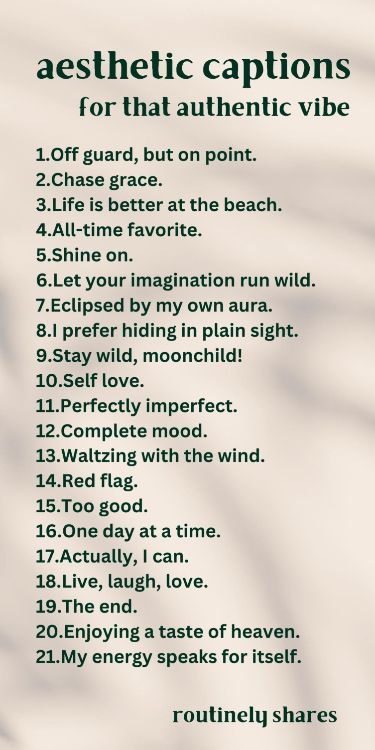 aesthetic captions
for that authentic vibe
1.Off guard, but on point.
2.Chase grace.
3.Life is better at the beach.
4.All-time favorite.
5.Shine on.
6.Let your imagination run wild.
7.Eclipsed by my own aura.
8.I prefer hiding in plain sight.
9.Stay wild, moonchild!
10.Self love.
11.Perfectly imperfect.
12.Complete mood.
13.Waltzing with the wind.
14.Red flag.
15.Too good.
16.One day at a time.
17.Actually, I can.
18.Live, laugh, love.
19.The end.
20.Enjoying a taste of heaven.
21.My energy speaks for itself.
routinely shares